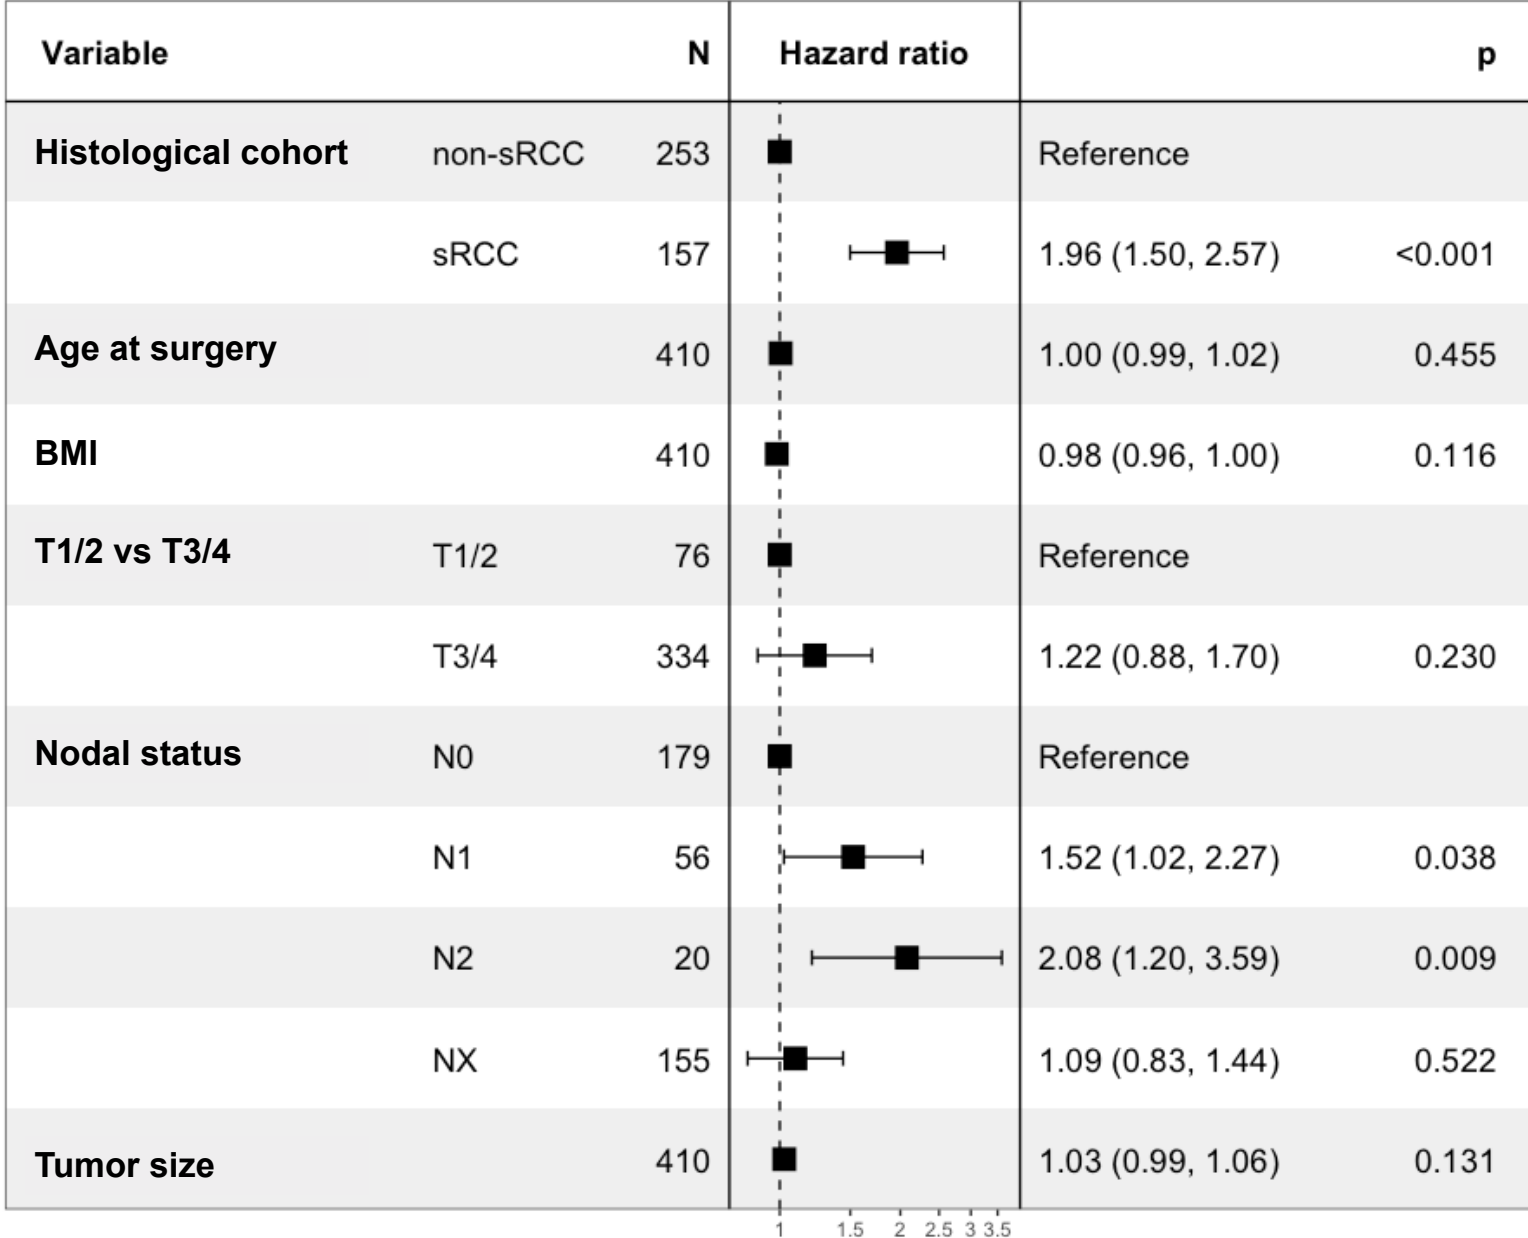 Variable N Hazard ratio p
Histological cohort non-sRCC 253 Reference
sRCC 157 1.96 (1.50, 2.57) <0.001
Age at surgery 410 1.00 (0.99, 1.02) 0.455
BMI 410 0.98 (0.96, 1.00) 0.116
T1/2 vs T3/4 T1/2 76 Reference
T3/4 334 1.22 (0.88, 1.70) 0.230
Nodal status N0 179 Reference
N1 56 1.52 (1.02, 2.27) 0.038
N2 20 2.08 (1.20, 3.59) 0.009
NX 155 1.09 (0.83, 1.44) 0.522
Tumor size 410 1.03 (0.99, 1.06) 0.131
1 1.5 2 2.5 3 3.5